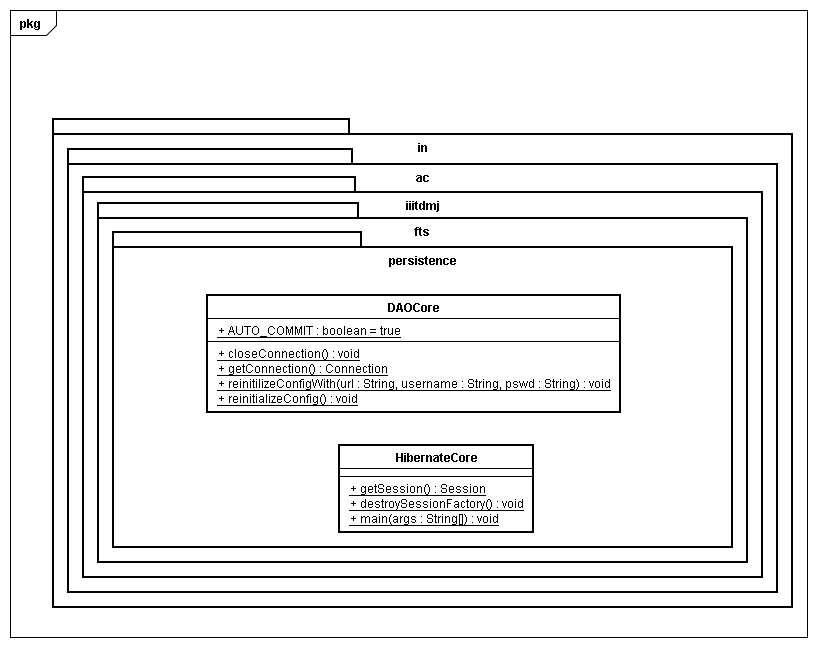 pkg
in
ac
iiitdmj
fts
persistence
DAOCore
+ AUTO_COMMIT : boolean = true
+ closeConnection() : void
+ getConnection() : Connection
+ reinitilizeConfigWith(url : String, username : String, pswd : String) : void
+ reinitializeConfig() : void
HibernateCore
+ getSession() : Session
+ destroySessionFactory() : void
+ main(args : String[]) : void